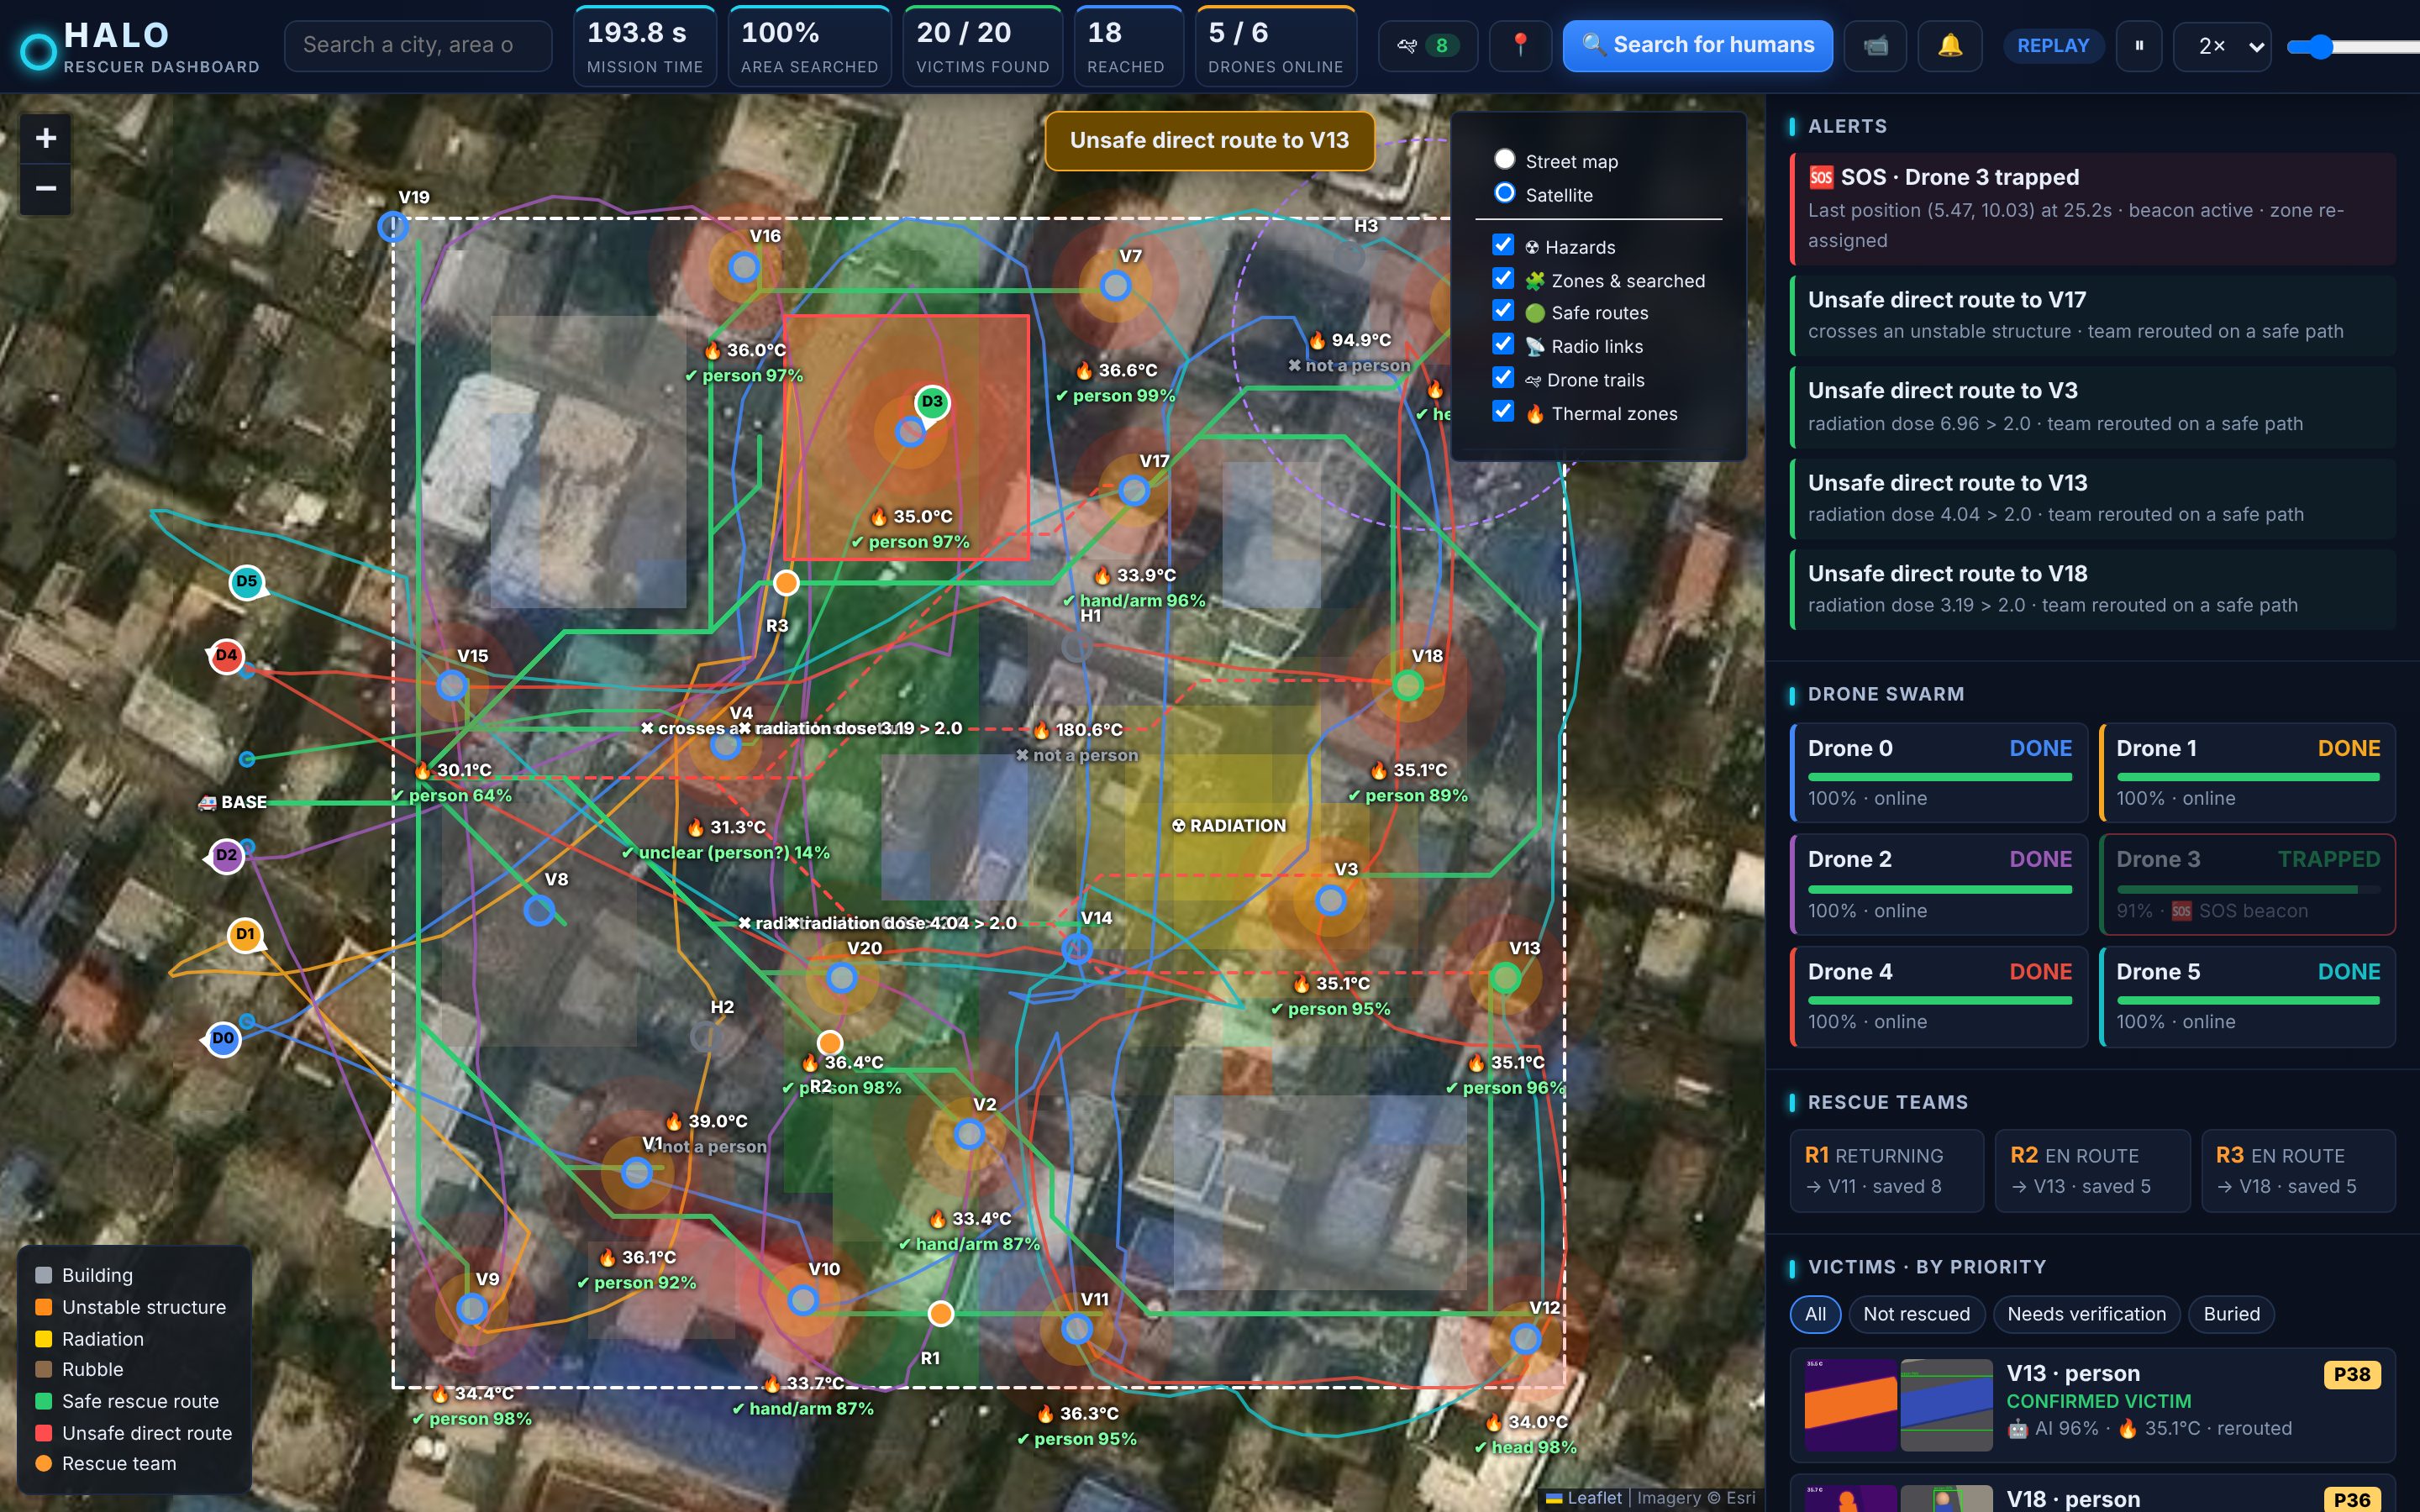 HALO
RESCUER DASHBOARD
Search a city, area o
193.8 s
MISSION TIME
100%
AREA SEARCHED
20 / 20
VICTIMS FOUND
18
REACHED
5 / 6
DRONES ONLINE
8
Search for humans
REPLAY
2×
+
−
Unsafe direct route to V13
Street map
Satellite
Hazards
Zones & searched
Safe routes
Radio links
Drone trails
Thermal zones
V19
V16
V7
H3
36.0°C
✔ person 97%
36.6°C
✔ person 99%
94.9°C
✖ not a person
✔ he
D3
35.0°C
✔ person 97%
V17
33.9°C
✔ hand/arm 96%
H1
D5
R3
D4
V15
V18
V4
✖ crosses a
✖ radiation dose 3.19 > 2.0
180.6°C
✖ not a person
30.1°C
✔ person 64%
35.1°C
✔ person 89%
BASE
31.3°C
✔ unclear (person?) 14%
☢ RADIATION
D2
V8
V3
D1
✖ radi
✖ radiation dose 4.04 > 2.0
V14
V20
V13
35.1°C
✔ person 95%
H2
D0
36.4°C
✔ person 98%
R2
35.1°C
✔ person 96%
V2
39.0°C
not a person
V1
33.4°C
✔ hand/arm 87%
36.1°C
✔ person 92%
V9
V10
V11
V12
R1
34.4°C
✔ person 98%
33.7°C
✔ hand/arm 87%
36.3°C
✔ person 95%
34.0°C
✔ head 98%
Building
Unstable structure
Radiation
Rubble
Safe rescue route
Unsafe direct route
Rescue team
Leaflet | Imagery © Esri
ALERTS
SOS · Drone 3 trapped
Last position (5.47, 10.03) at 25.2s · beacon active · zone re-
assigned
Unsafe direct route to V17
crosses an unstable structure · team rerouted on a safe path
Unsafe direct route to V3
radiation dose 6.96 > 2.0 · team rerouted on a safe path
Unsafe direct route to V13
radiation dose 4.04 > 2.0 · team rerouted on a safe path
Unsafe direct route to V18
radiation dose 3.19 > 2.0 · team rerouted on a safe path
DRONE SWARM
Drone 0 DONE
100% · online
Drone 1 DONE
100% · online
Drone 2 DONE
100% · online
Drone 3 TRAPPED
91% · SOS beacon
Drone 4 DONE
100% · online
Drone 5 DONE
100% · online
RESCUE TEAMS
R1 RETURNING
→ V11 · saved 8
R2 EN ROUTE
→ V13 · saved 5
R3 EN ROUTE
→ V18 · saved 5
VICTIMS · BY PRIORITY
All
Not rescued
Needs verification
Buried
V13 · person
P38
CONFIRMED VICTIM
AI 96% · 35.1°C · rerouted
V18 · person
P36